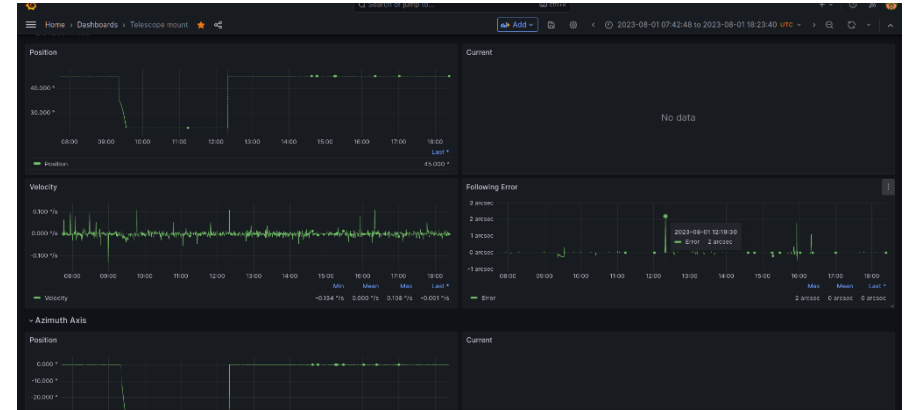 Search or jump to...
ctrl+k
Home › Dashboards › Telescope mount
Add
2023-08-01 07:42:48 to 2023-08-01 18:23:40 UTC
Position
40.000 °
30.000 °
08:00 09:00 10:00 11:00 12:00 13:00 14:00 15:00 16:00 17:00 18:00
Last *
Position 45.000 °
Current
No data
Velocity
0.100 °/s
0.000 °/s
-0.100 °/s
08:00 09:00 10:00 11:00 12:00 13:00 14:00 15:00 16:00 17:00 18:00
Min Mean Max Last *
Velocity -0.134 °/s 0.000 °/s 0.108 °/s -0.001 °/s
Following Error
3 arcsec
2 arcsec
1 arcsec
0 arcsec
-1 arcsec
2023-08-01 12:19:30
Error 2 arcsec
08:00 09:00 10:00 11:00 12:00 13:00 14:00 15:00 16:00 17:00 18:00
Max Mean Last *
Error 2 arcsec 0 arcsec 0 arcsec
Azimuth Axis
Position
0.000 °
-10.000 °
-20.000 °
Current